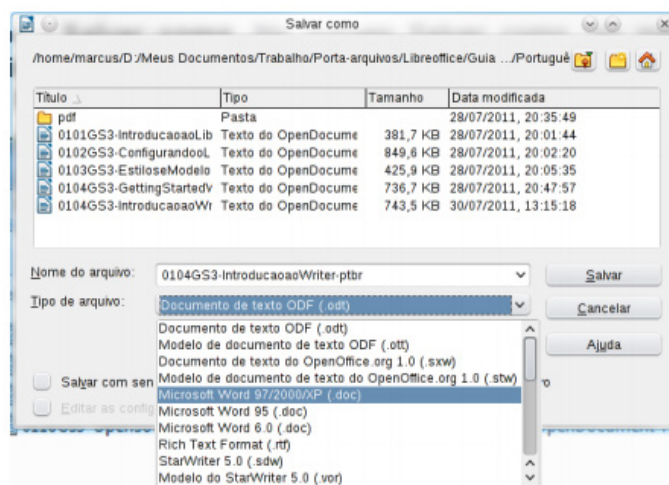 Salvar como
/home/marcus/D:/Meus Documentos/Trabalho/Porta-arquivos/Libreoffice/Guia .../Portuguê
Título Tipo Tamanho Data modificada
pdf Pasta 28/07/2011, 20:35:49
0101GS3-IntroducaoaoLib Texto do OpenDocume 381,7 KB 28/07/2011, 20:01:44
0102GS3-ConfigurandooL Texto do OpenDocume 849,6 KB 28/07/2011, 20:02:20
0103GS3-EstiloseModelo Texto do OpenDocume 425,9 KB 28/07/2011, 20:05:35
0104GS3-GettingStartedV Texto do OpenDocume 736,7 KB 28/07/2011, 20:47:57
0104GS3-IntroducaoaoWr Texto do OpenDocume 743,5 KB 30/07/2011, 13:15:18
Nome do arquivo: 0104GS3-IntroducaoaoWriter-ptbr Salvar
Tipo de arquivo: Documento de texto ODF (.odt) Cancelar
Documento de texto ODF (.odt)
Modelo de documento de texto ODF (.ott) Ajuda
Documento de texto do OpenOffice.org 1.0 (.sxw)
Modelo de documento de texto do OpenOffice.org 1.0 (.stw)
Salvar com sen Microsoft Word 97/2000/XP (.doc) o
Editar as config Microsoft Word 95 (.doc)
Microsoft Word 6.0 (.doc)
Rich Text Format (.rtf)
StarWriter 5.0 (.sdw)
Modelo do StarWriter 5.0 (.vor)